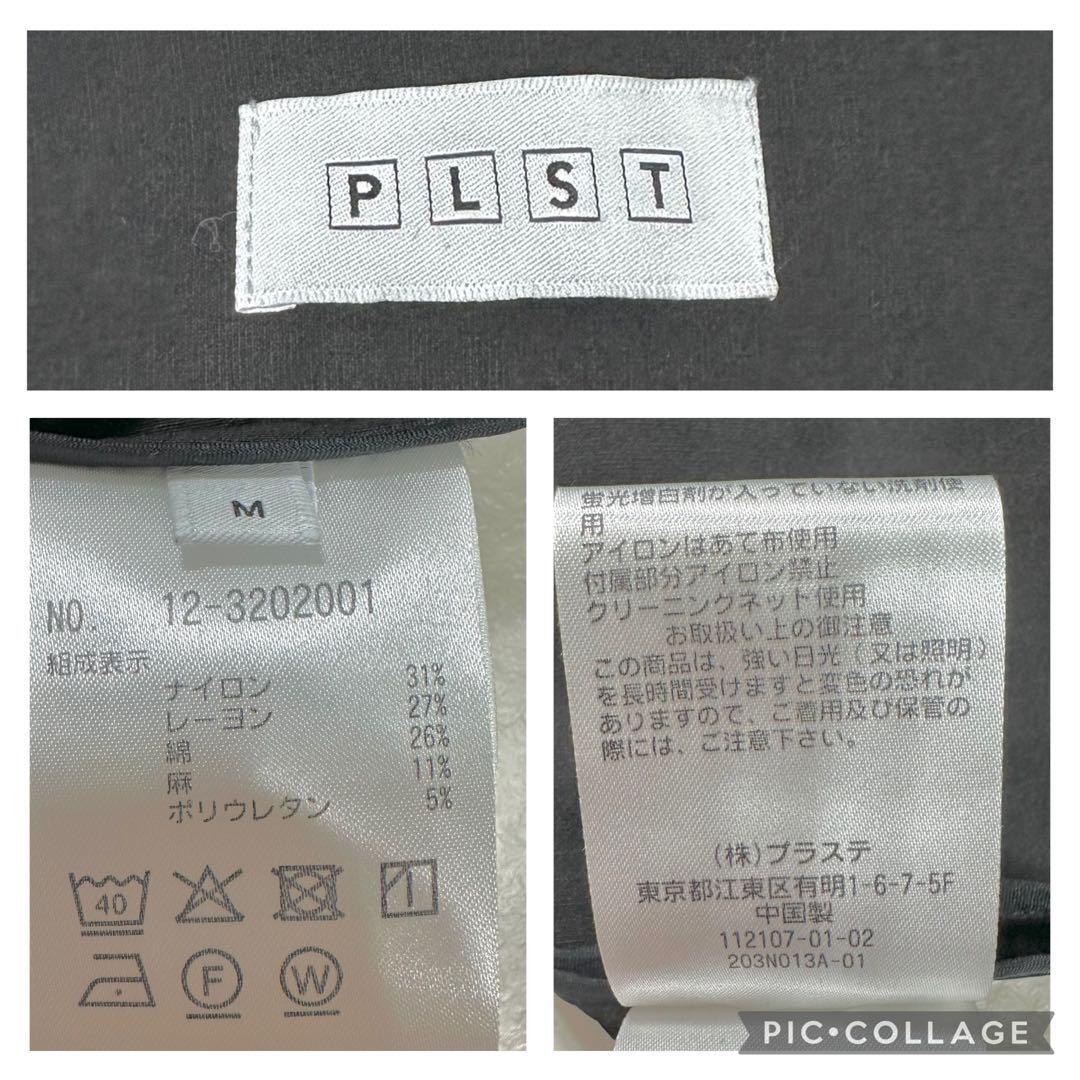 PLST
M
NO. 12-3202001
組成表示
ナイロン 31%
レーヨン 27%
綿 26%
麻 11%
ポリウレタン 5%
40
F W
蛍光増白剤が入っていない洗剤使
用
アイロンはあて布使用
付属部分アイロン禁止
クリーニングネット使用
お取扱い上の御注意
この商品は、強い日光(又は照明)
を長時間受けますと変色の恐れが
ありますので、ご着用及び保管の
際には、ご注意下さい。
(株)プラステ
東京都江東区有明1-6-7-5F
中国製
112107-01-02
203N013A-01
PIC•COLLAGE